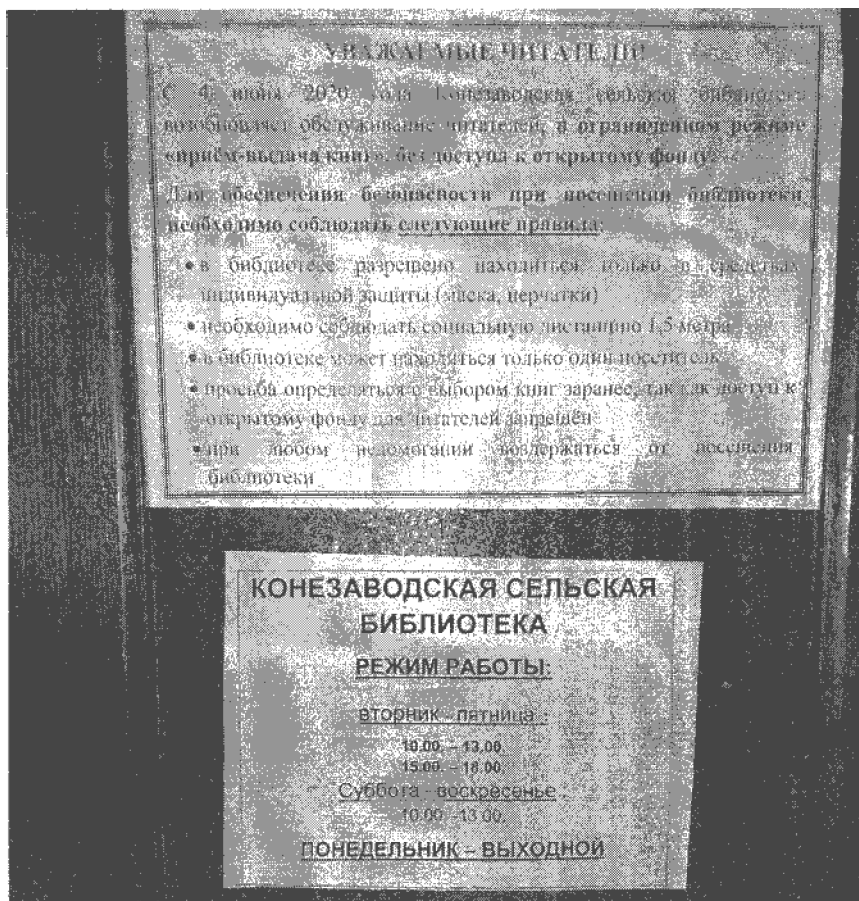 УВАЖАЕМЫЕ ЧИТАТЕЛИ!
С 4 июня 2020 года Конезаводская сельская библиотека
возобновляет обслуживание читателей, в ограниченном режиме
«приём-выдача книг», без доступа к открытому фонду.
Для обеспечения безопасности при посещении библиотеки
необходимо соблюдать следующие правила:
• в библиотеке разрешено находиться только в средствах
индивидуальной защиты (маска, перчатки)
• необходимо соблюдать социальную дистанцию 1,5 метра
• в библиотеке может находиться только один посетитель
• просьба определяться с выбором книг заранее, так как доступ к
открытому фонду для читателей запрещён
• при любом недомогании воздержаться от посещения
библиотеки
КОНЕЗАВОДСКАЯ СЕЛЬСКАЯ
БИБЛИОТЕКА
РЕЖИМ РАБОТЫ:
вторник - пятница :
10.00. – 13.00.
15.00. – 18.00.
Суббота - воскресенье
10.00. -13.00.
ПОНЕДЕЛЬНИК – ВЫХОДНОЙ